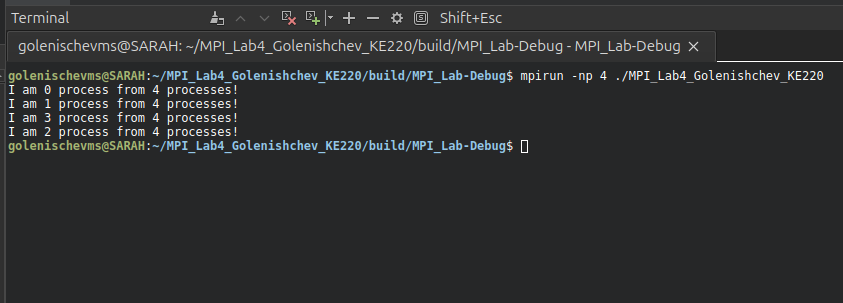 Terminal
Shift+Esc
golenischevms@SARAH: ~/MPI_Lab4_Golenishchev_KE220/build/MPI_Lab-Debug - MPI_Lab-Debug
golenischevms@SARAH:~/MPI_Lab4_Golenishchev_KE220/build/MPI_Lab-Debug$ mpirun -np 4 ./MPI_Lab4_Golenishchev_KE220
I am 0 process from 4 processes!
I am 1 process from 4 processes!
I am 3 process from 4 processes!
I am 2 process from 4 processes!
golenischevms@SARAH:~/MPI_Lab4_Golenishchev_KE220/build/MPI_Lab-Debug$